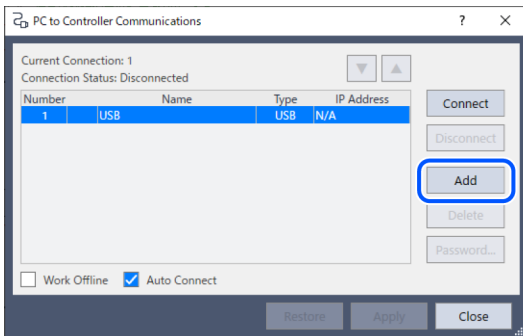 PC to Controller Communications
Current Connection: 1
Connection Status: Disconnected
Number Name Type IP Address
1 USB USB N/A
Connect
Disconnect
Add
Delete
Password...
Work Offline Auto Connect
Restore Apply Close